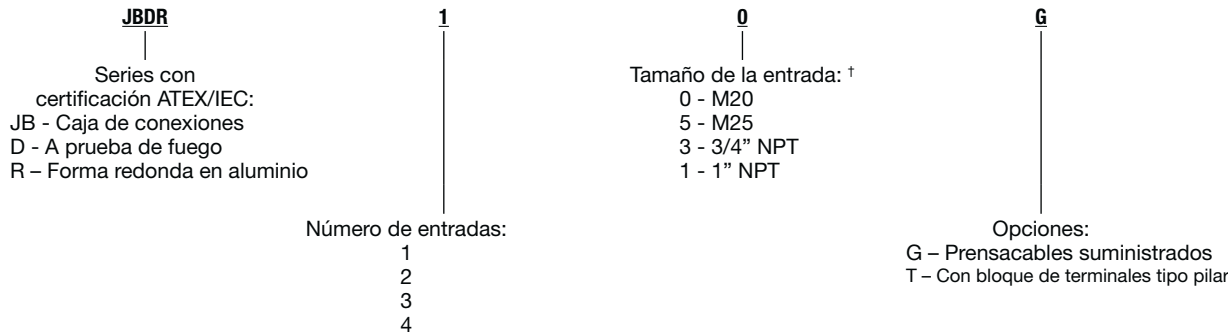 JBDR 1 0 G
Series con
certificación ATEX/IEC:
JB - Caja de conexiones
D - A prueba de fuego
R – Forma redonda en aluminio
Número de entradas:
1
2
3
4
Tamaño de la entrada: †
0 - M20
5 - M25
3 - 3/4” NPT
1 - 1” NPT
Opciones:
G – Prensacables suministrados
T – Con bloque de terminales tipo pilar